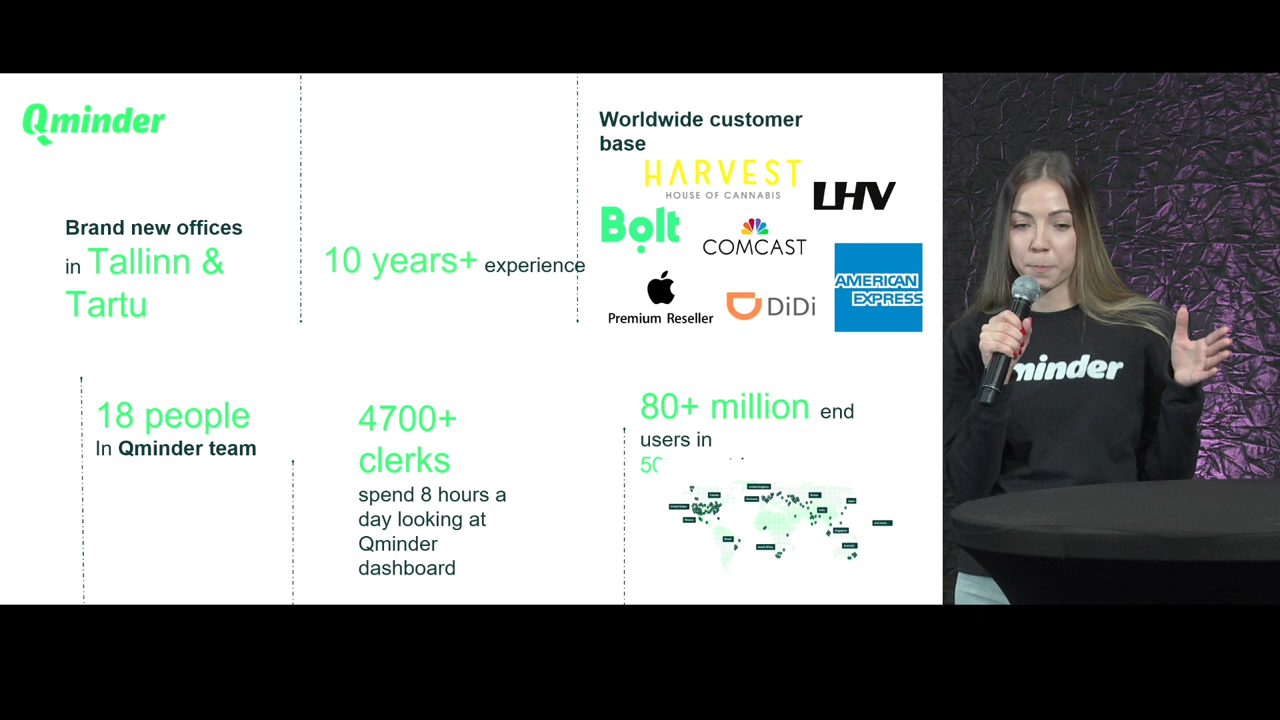 Qminder
Brand new offices
in Tallinn &
Tartu
10 years+ experience
Worldwide customer
base
HARVEST
HOUSE OF CANNABIS
LHV
Bolt
COMCAST
AMERICAN
EXPRESS
Premium Reseller
DiDi
18 people
In Qminder team
4700+
clerks
spend 8 hours a
day looking at
Qminder
dashboard
80+ million end
users in
50
minder